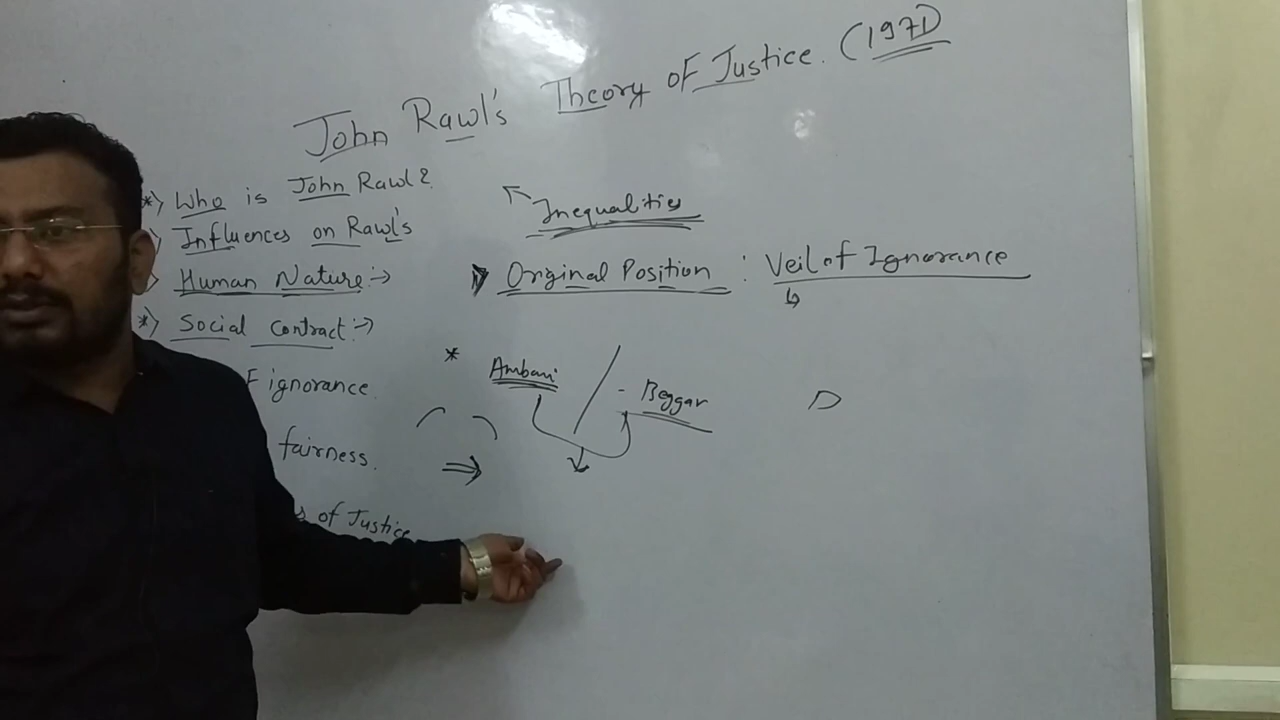 John Rawl's Theory of Justice. (1971)
*) Who is John Rawl?
) Influences on Rawl's
) Human Nature:->
*) Social contract:->
F ignorance.
fairness.
s of Justice
Inequalities
Original Position : Veil of Ignorance
* Ambani - Beggar